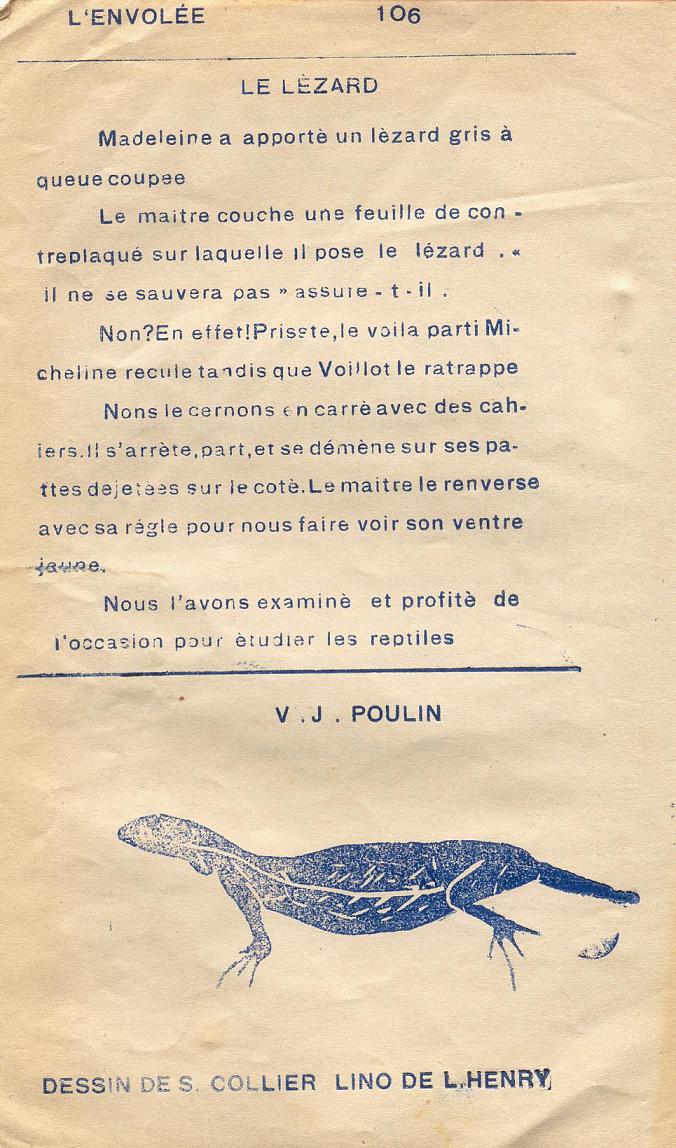 L'ENVOLÉE 106
LE LÈZARD
Madeleine a apportè un lèzard gris à
queue coupee
Le maitre couche une feuille de con -
treplaqué sur laquelle il pose le lézard . «
il ne se sauvera pas » assure - t - il .
Non?En effet!Prisste,le voila parti Mi-
cheline recule tandis que Voillot le ratrappe
Nons le cernons en carrè avec des cah-
iers.Il s'arrète,part,et se démène sur ses pa-
ttes dejetees sur le cotè.Le maitre le renverse
avec sa régle pour nous faire voir son ventre
jaune.
Nous l'avons examinè et profitè de
l'occasion pour ètudier les reptiles
V . J . POULIN
DESSIN DE S. COLLIER LINO DE L.HENRY